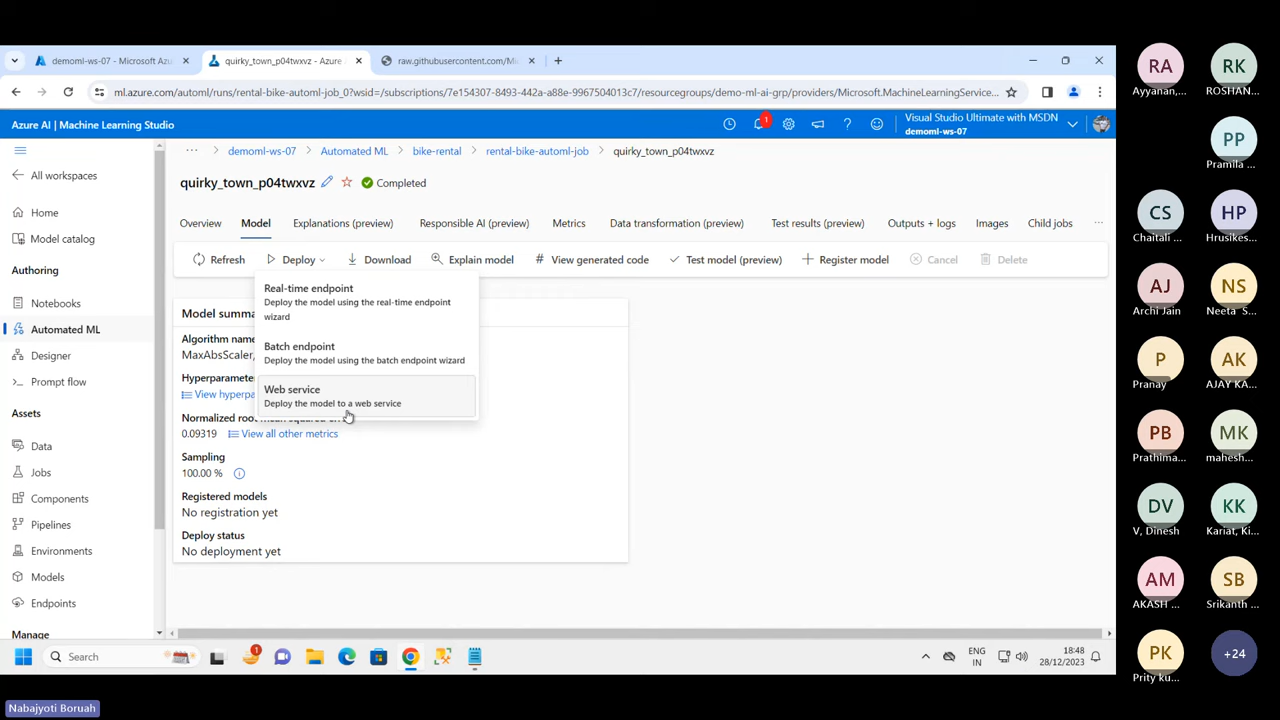 demoml-ws-07 - Microsoft Azu
quirky_town_p04twxvz - Azure
raw.githubusercontent.com/Mi
ml.azure.com/automl/runs/rental-bike-automl-job_0?wsid=/subscriptions/7e154307-8493-442a-a88e-9967504013c7/resourcegroups/demo-ml-ai-grp/providers/Microsoft.MachineLearningService...
Azure AI | Machine Learning Studio
1
Visual Studio Ultimate with MSDN
demoml-ws-07
... demoml-ws-07 > Automated ML > bike-rental > rental-bike-automl-job > quirky_town_p04twxvz
All workspaces
Home
Model catalog
Authoring
Notebooks
Automated ML
Designer
Prompt flow
Assets
Data
Jobs
Components
Pipelines
Environments
Models
Endpoints
Manage
quirky_town_p04twxvz
Completed
Overview
Model
Explanations (preview)
Responsible AI (preview)
Metrics
Data transformation (preview)
Test results (preview)
Outputs + logs
Images
Child jobs
...
Refresh
Deploy
Download
Explain model
View generated code
Test model (preview)
Register model
Cancel
Delete
Real-time endpoint
Deploy the model using the real-time endpoint
wizard
Batch endpoint
Deploy the model using the batch endpoint wizard
Web service
Deploy the model to a web service
Model summa
Algorithm name
MaxAbsScaler,
Hyperparamete
View hyperpa
Normalized root mean squared
0.09319
View all other metrics
Sampling
100.00 %
Registered models
No registration yet
Deploy status
No deployment yet
Search
1
ENG
IN
18:48
28/12/2023
RA
Ayyanan,...
RK
ROSHAN...
PP
Pramila ...
CS
Chaitali ...
HP
Hrusikes...
AJ
Archi Jain
NS
Neeta S...
P
Pranay
AK
AJAY KA...
PB
Prathima...
MK
mahesh...
DV
V, Dinesh
KK
Kariat, Ki...
AM
AKASH ...
SB
Srikanth ...
PK
Prity ku...
+24
Nabajyoti Boruah